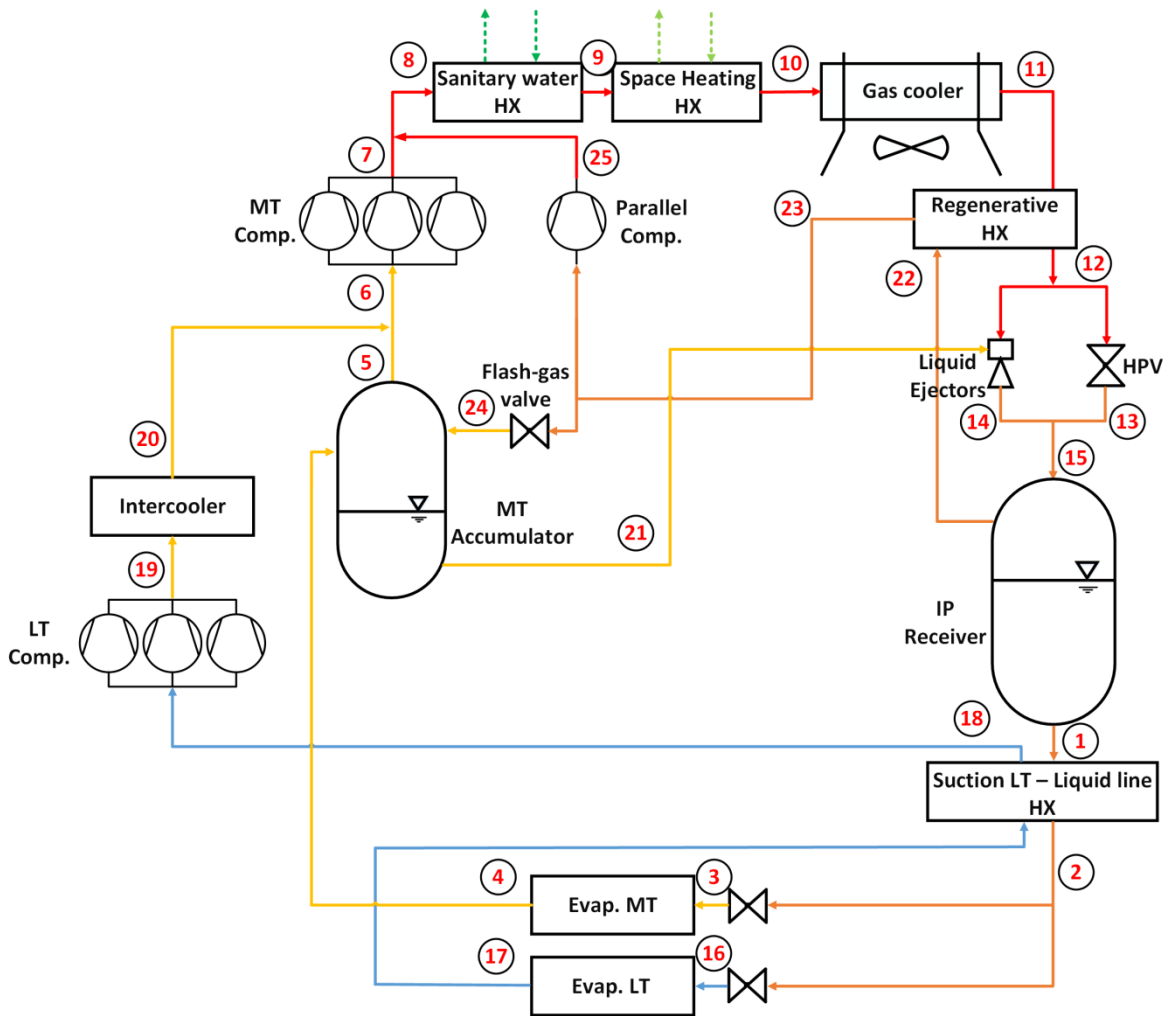 8
Sanitary water
HX
9
Space Heating
HX
10
Gas cooler
11
7
25
MT
Comp.
Parallel
Comp.
23
Regenerative
HX
6
22
12
5
Flash-gas
valve
Liquid
Ejectors
HPV
24
14
13
20
15
Intercooler
MT
Accumulator
21
19
IP
Receiver
LT
Comp.
18
1
Suction LT – Liquid line
HX
4
3
2
Evap. MT
17
16
Evap. LT